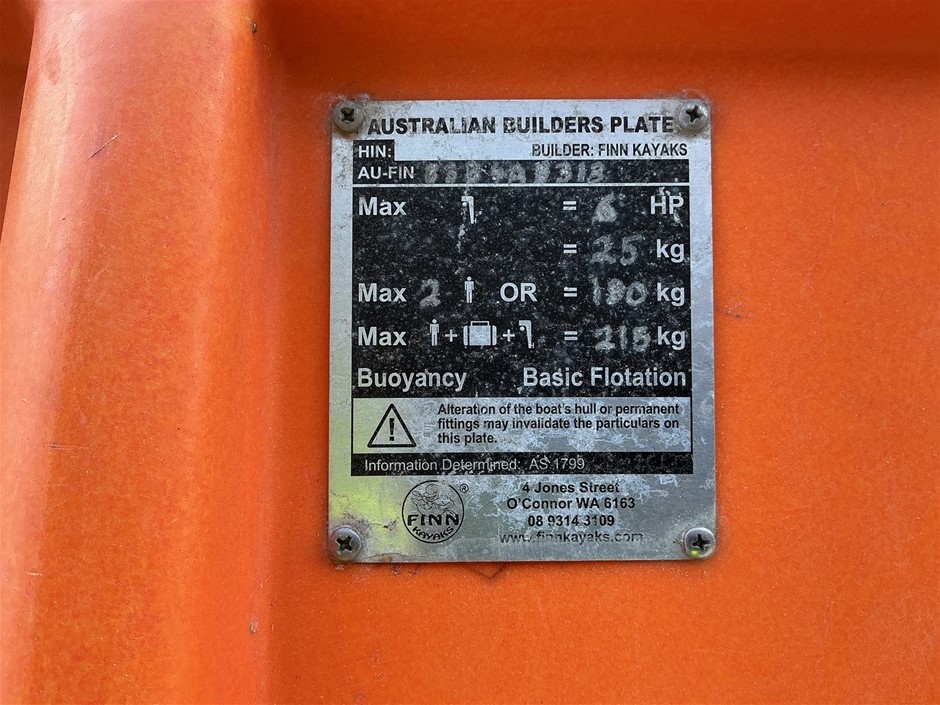 AUSTRALIAN BUILDERS PLATE
HIN: BUILDER: FINN KAYAKS
AU-FIN
Max = 6 HP
= 25 kg
Max 2 OR = 190 kg
Max + + = 215 kg
Buoyancy Basic Flotation
Alteration of the boat's hull or permanent
fittings may invalidate the particulars on
this plate.
Information Determined: AS 1799
FINN
KAYAKS
®
4 Jones Street
O'Connor WA 6163
08 9314 3109
www.finnkayaks.com